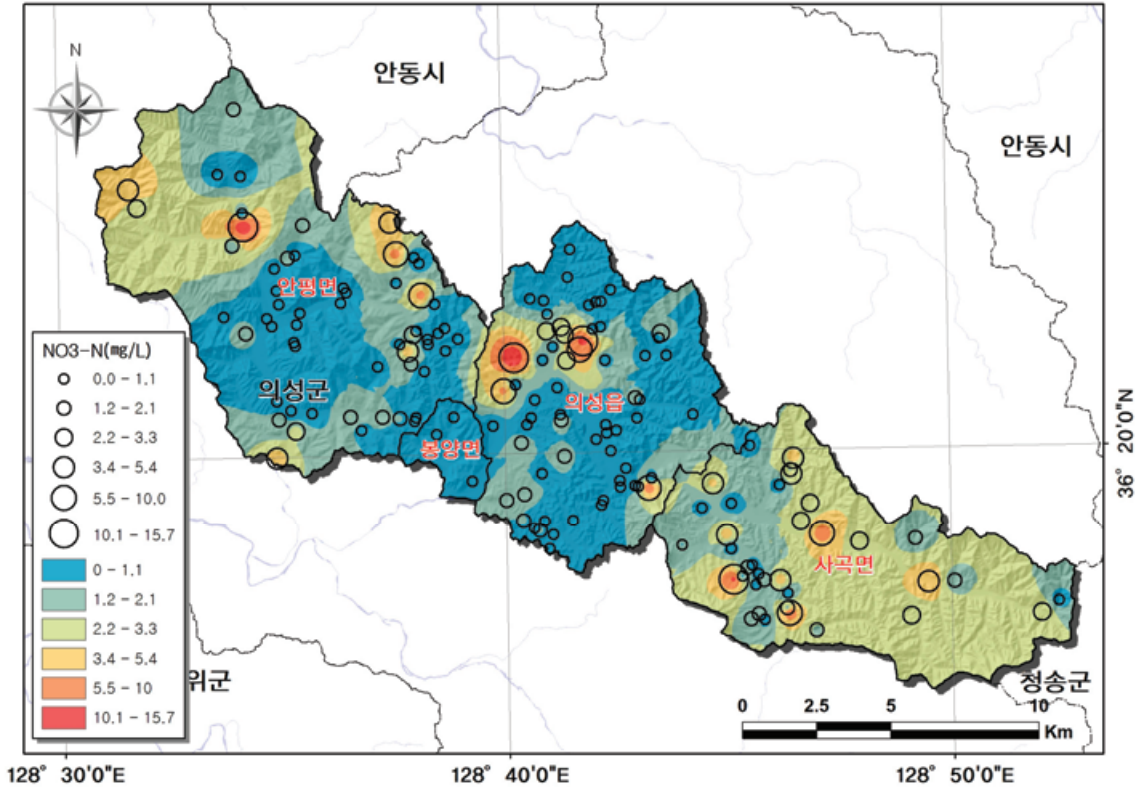 N
안동시
안동시
안평면
의성군
의성읍
봉양면
사곡면
위군
청송군
NO3-N(mg/L)
0.0 - 1.1
1.2 - 2.1
2.2 - 3.3
3.4 - 5.4
5.5 - 10.0
10.1 - 15.7
0 - 1.1
1.2 - 2.1
2.2 - 3.3
3.4 - 5.4
5.5 - 10
10.1 - 15.7
0 2.5 5 10
Km
36° 20'0"N
128° 30'0"E 128° 40'0"E 128° 50'0"E